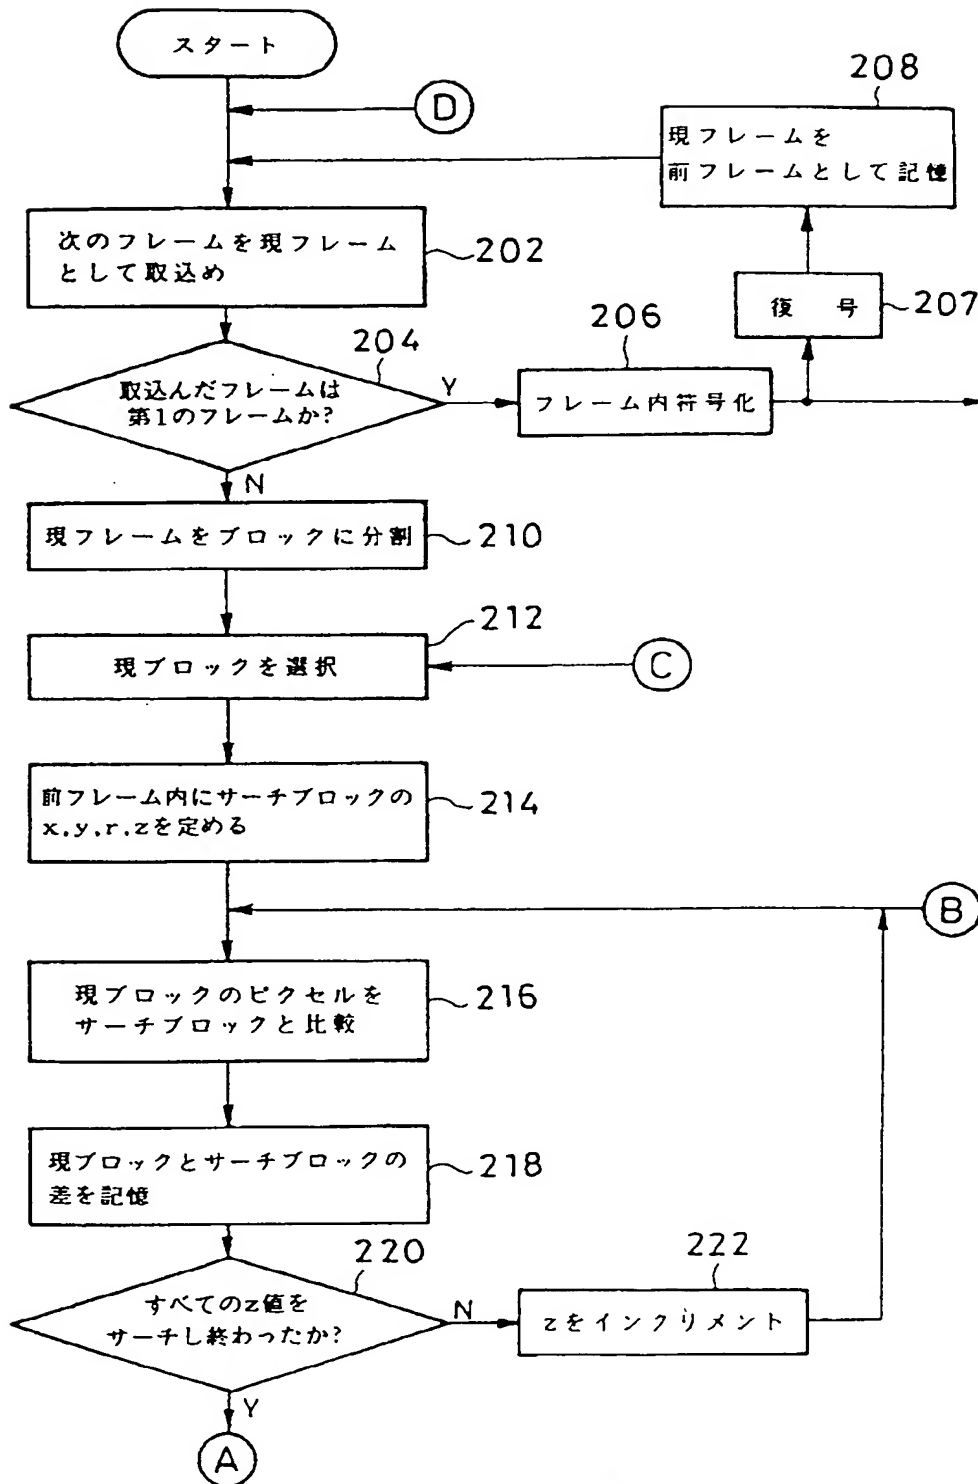 スタート
D
208
現フレームを
前フレームとして記憶
次のフレームを現フレーム
として取込め
202
復 号
207
204
取込んだフレームは
第1のフレームか?
Y
206
フレーム内符号化
N
現フレームをブロックに分割
210
212
現ブロックを選択
C
前フレーム内にサーチブロックの
x,y,r,zを定める
214
B
現ブロックのピクセルを
サーチブロックと比較
216
現ブロックとサーチブロックの
差を記憶
218
220
すべてのz値を
サーチし終わったか?
N
222
zをインクリメント
Y
A